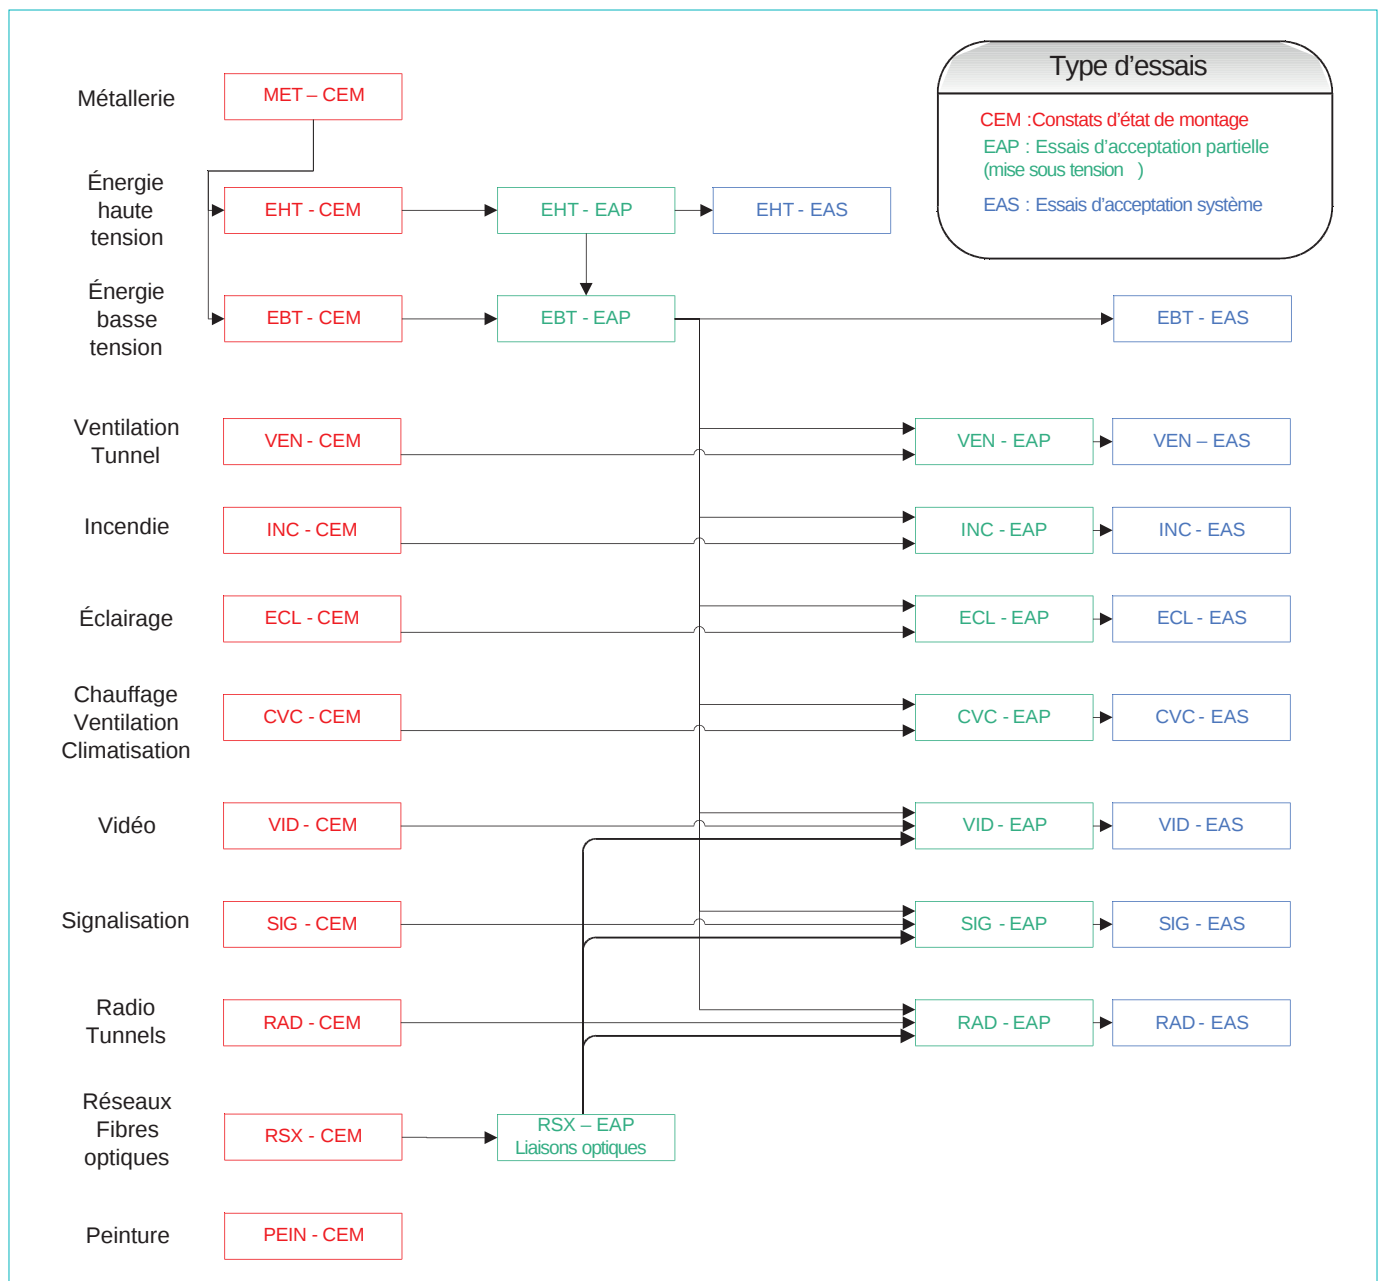 Type d’essais
CEM :Constats d’état de montage
EAP : Essais d’acceptation partielle
(mise sous tension )
EAS : Essais d’acceptation système
Métallerie
MET – CEM
Énergie
haute
tension
EHT - CEM
EHT - EAP
EHT - EAS
Énergie
basse
tension
EBT - CEM
EBT - EAP
EBT - EAS
Ventilation
Tunnel
VEN - CEM
VEN - EAP
VEN – EAS
Incendie
INC - CEM
INC - EAP
INC - EAS
Éclairage
ECL - CEM
ECL - EAP
ECL - EAS
Chauffage
Ventilation
Climatisation
CVC - CEM
CVC - EAP
CVC - EAS
Vidéo
VID - CEM
VID - EAP
VID - EAS
Signalisation
SIG - CEM
SIG - EAP
SIG - EAS
Radio
Tunnels
RAD - CEM
RAD - EAP
RAD - EAS
Réseaux
Fibres
optiques
RSX - CEM
RSX – EAP
Liaisons optiques
Peinture
PEIN - CEM